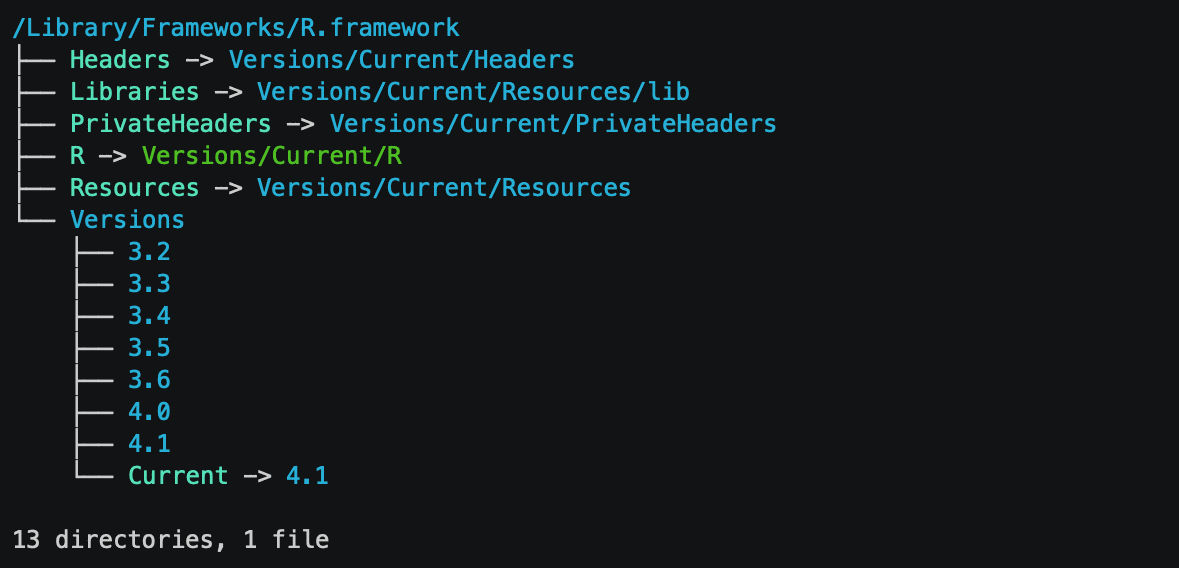 /Library/Frameworks/R.framework
├── Headers -> Versions/Current/Headers
├── Libraries -> Versions/Current/Resources/lib
├── PrivateHeaders -> Versions/Current/PrivateHeaders
├── R -> Versions/Current/R
├── Resources -> Versions/Current/Resources
└── Versions
    ├── 3.2
    ├── 3.3
    ├── 3.4
    ├── 3.5
    ├── 3.6
    ├── 4.0
    ├── 4.1
    └── Current -> 4.1

13 directories, 1 file